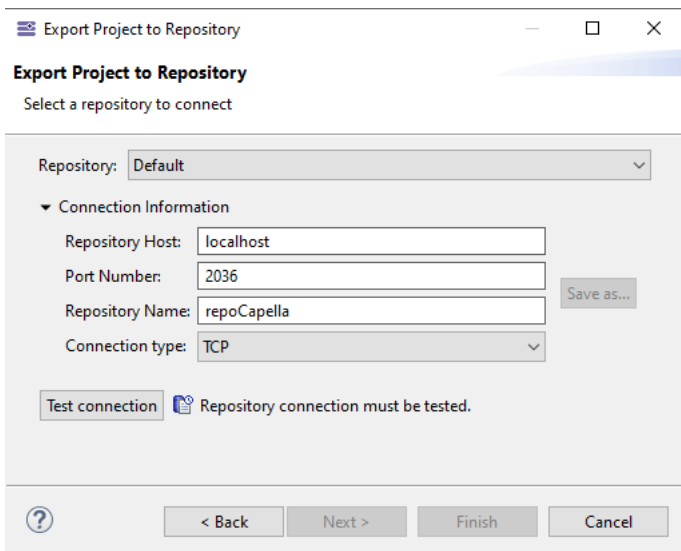 Export Project to Repository
Export Project to Repository
Select a repository to connect
Repository: Default
Connection Information
Repository Host: localhost
Port Number: 2036
Save as...
Repository Name: repoCapella
Connection type: TCP
Test connection Repository connection must be tested.
? < Back Next > Finish Cancel